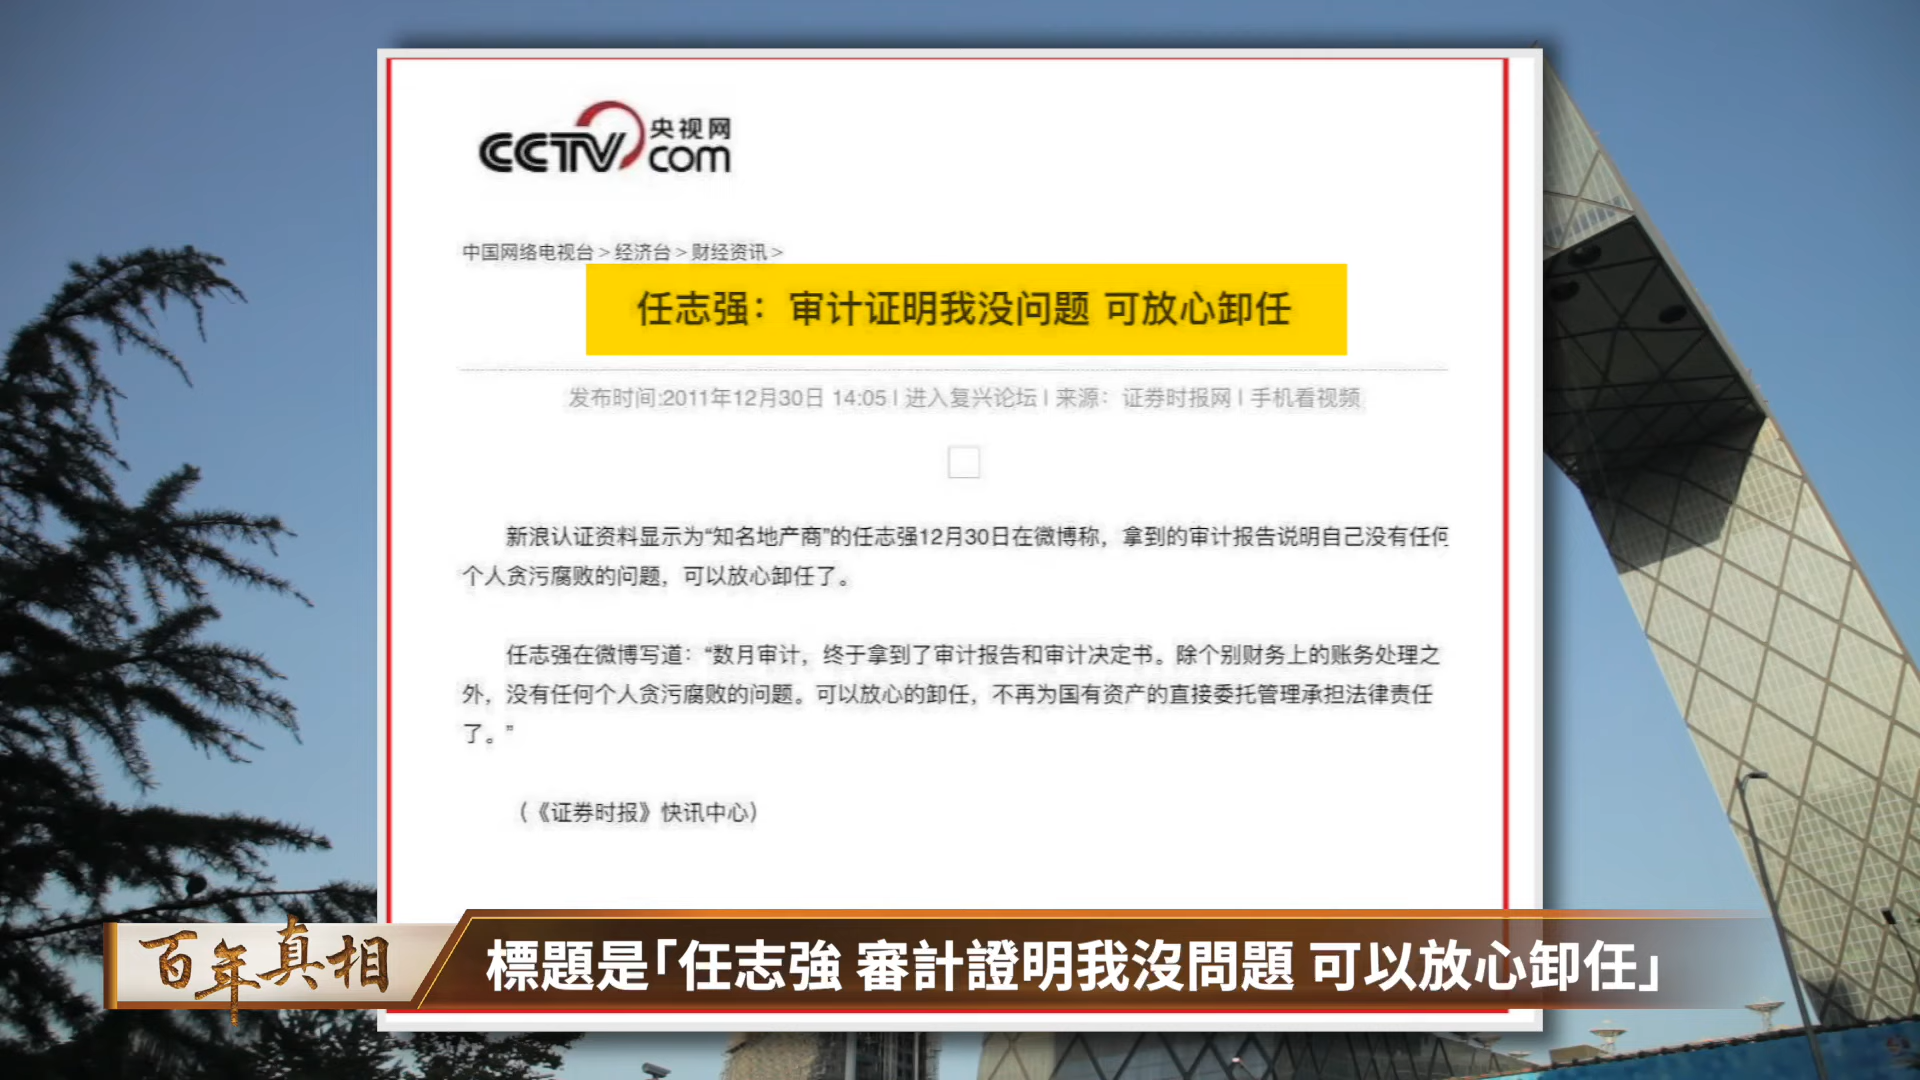 CCTV 央视网
com
中国网络电视台 > 经济台 > 财经资讯 >
任志强：审计证明我没问题 可放心卸任
发布时间:2011年12月30日 14:05 | 进入复兴论坛 | 来源：证券时报网 | 手机看视频
新浪认证资料显示为“知名地产商”的任志强12月30日在微博称，拿到的审计报告说明自己没有任何
个人贪污腐败的问题，可以放心卸任了。
任志强在微博写道：“数月审计，终于拿到了审计报告和审计决定书。除个别财务上的账务处理之
外，没有任何个人贪污腐败的问题。可以放心的卸任，不再为国有资产的直接委托管理承担法律责任
了。”
（《证券时报》快讯中心）
百年真相
標題是「任志強 審計證明我沒問題 可以放心卸任」